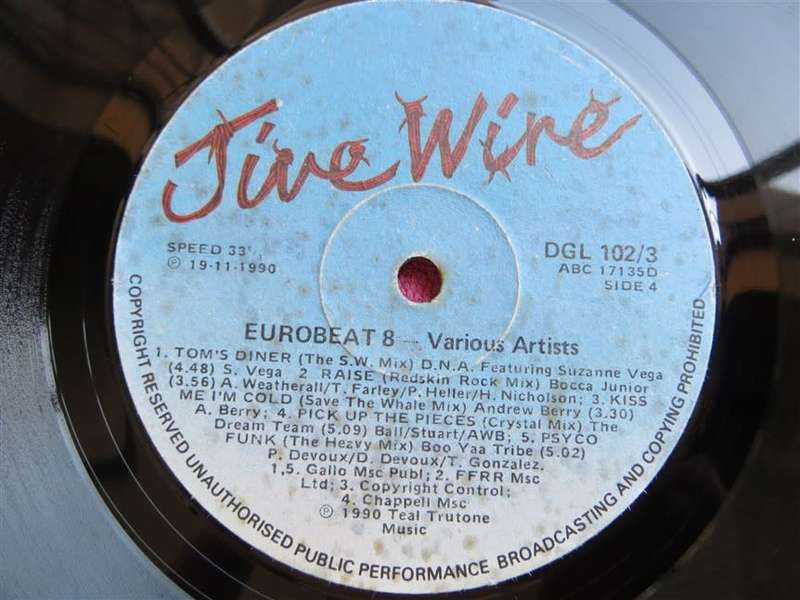 Jive Wire
SPEED 33⅓
℗ 19-11-1990
DGL 102/3
ABC 17135D
SIDE 4
EUROBEAT 8 – Various Artists
1. TOM'S DINER (The S.W. Mix) D.N.A. Featuring Suzanne Vega
(4.48) S. Vega 2. RAISE (Redskin Rock Mix) Bocca Junior
(3.56) A. Weatherall/T. Farley/P. Heller/H. Nicholson; 3. KISS
ME I'M COLD (Save The Whale Mix) Andrew Berry (3.30)
A. Berry; 4. PICK UP THE PIECES (Crystal Mix) The
Dream Team (5.09) Ball/Stuart/AWB; 5. PSYCO
FUNK (The Heavy Mix) Boo Yaa Tribe (5.02)
P. Devoux/D. Devoux/T. Gonzalez.
1,5. Gallo Msc Publ; 2. FFRR Msc
Ltd; 3. Copyright Control;
4. Chappell Msc
℗ 1990 Teal Trutone
Music
COPYRIGHT RESERVED UNAUTHORISED PUBLIC PERFORMANCE BROADCASTING AND COPYING PROHIBITED